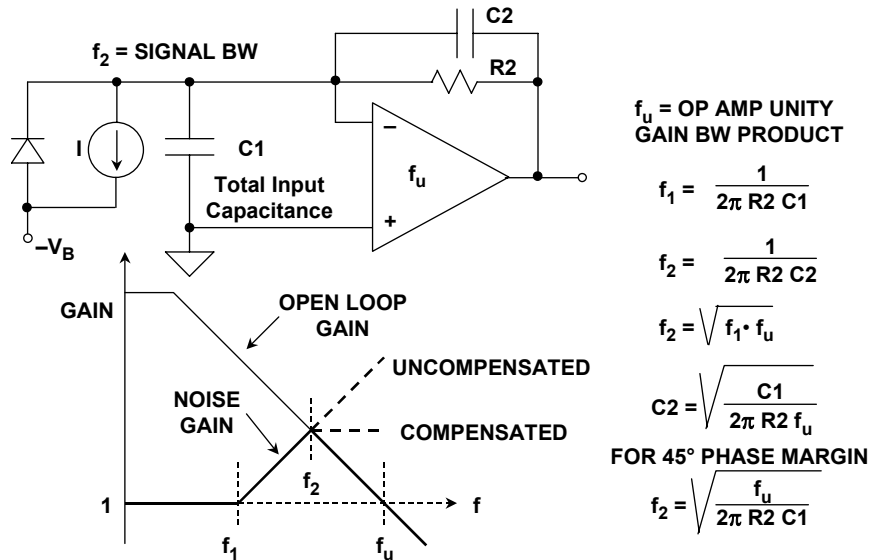 C2
f₂ = SIGNAL BW
R2
I
C1
−
fᵤ
+
Total Input
Capacitance
–V_B
fᵤ = OP AMP UNITY
GAIN BW PRODUCT
f₁ = 1 / 2π R2 C1
f₂ = 1 / 2π R2 C2
f₂ = √ f₁ • fᵤ
C2 = √ C1 / 2π R2 fᵤ
FOR 45° PHASE MARGIN
f₂ = √ fᵤ / 2π R2 C1
GAIN
OPEN LOOP
GAIN
UNCOMPENSATED
NOISE
GAIN
COMPENSATED
f₂
1
f
f₁
fᵤ